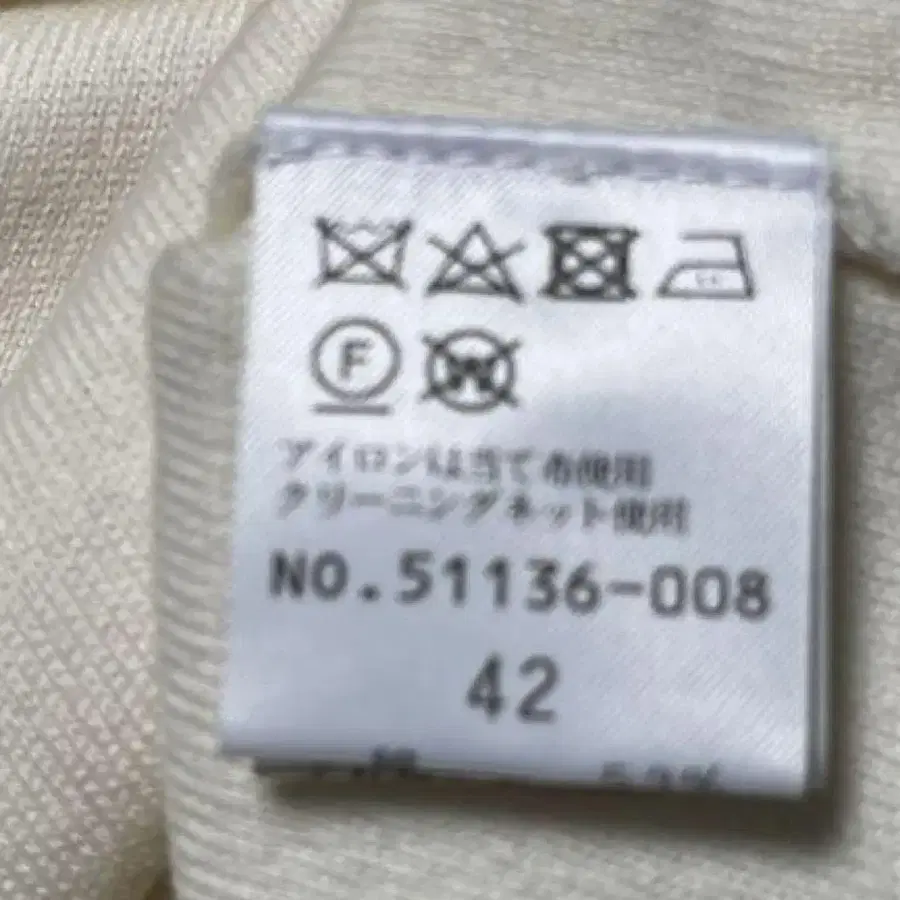 F W
アイロンは当て布使用
クリーニングネット使用
NO.51136-008
42